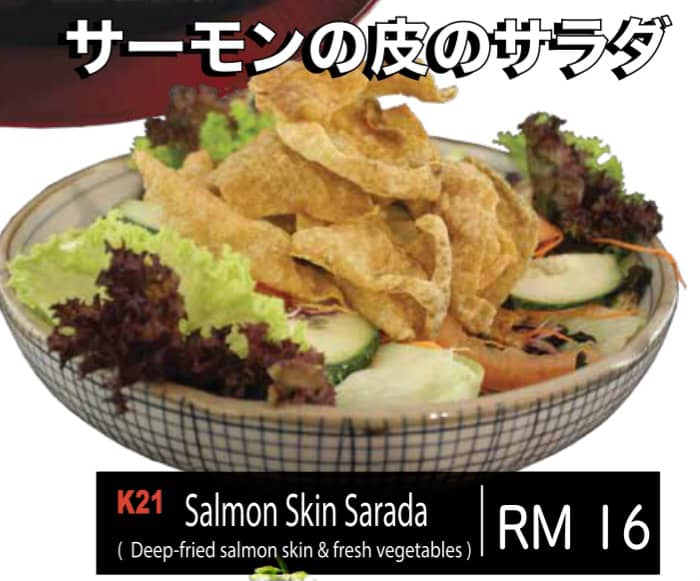 サーモンの皮のサラダ
K21 Salmon Skin Sarada
( Deep-fried salmon skin & fresh vegetables )
RM 16